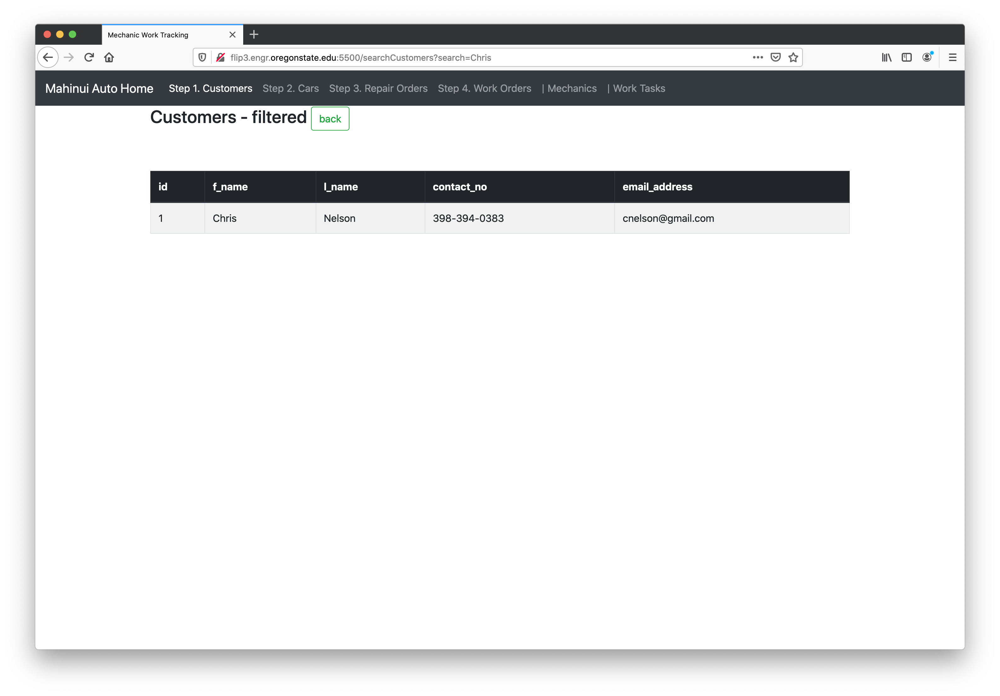 Mechanic Work Tracking
flip3.engr.oregonstate.edu:5500/searchCustomers?search=Chris
Mahinui Auto Home Step 1. Customers Step 2. Cars Step 3. Repair Orders Step 4. Work Orders | Mechanics | Work Tasks
Customers - filtered back
id f_name l_name contact_no email_address
1 Chris Nelson 398-394-0383 cnelson@gmail.com